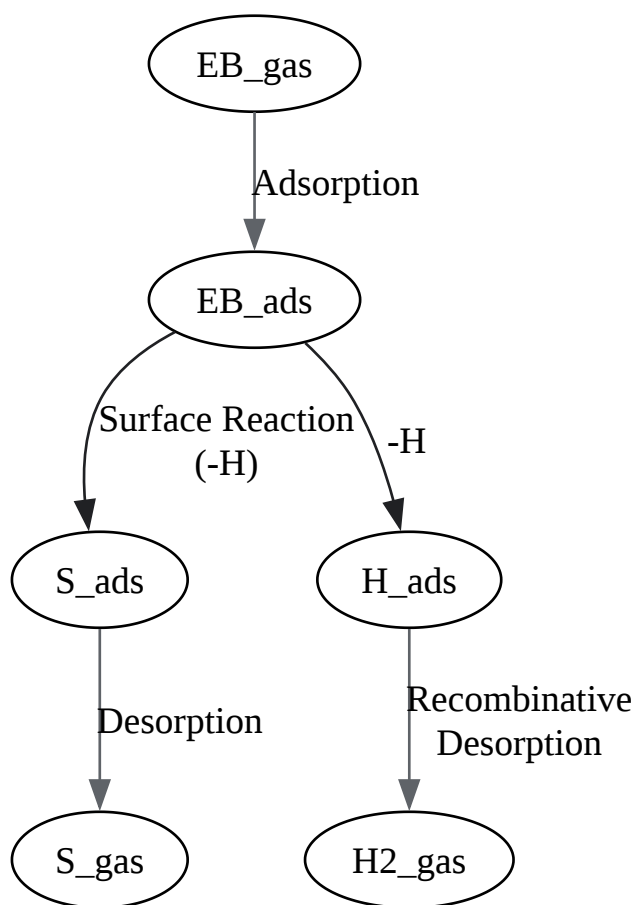 EB_gas
Adsorption
EB_ads
Surface Reaction
(-H)
-H
S_ads
H_ads
Desorption
Recombinative
Desorption
S_gas
H2_gas